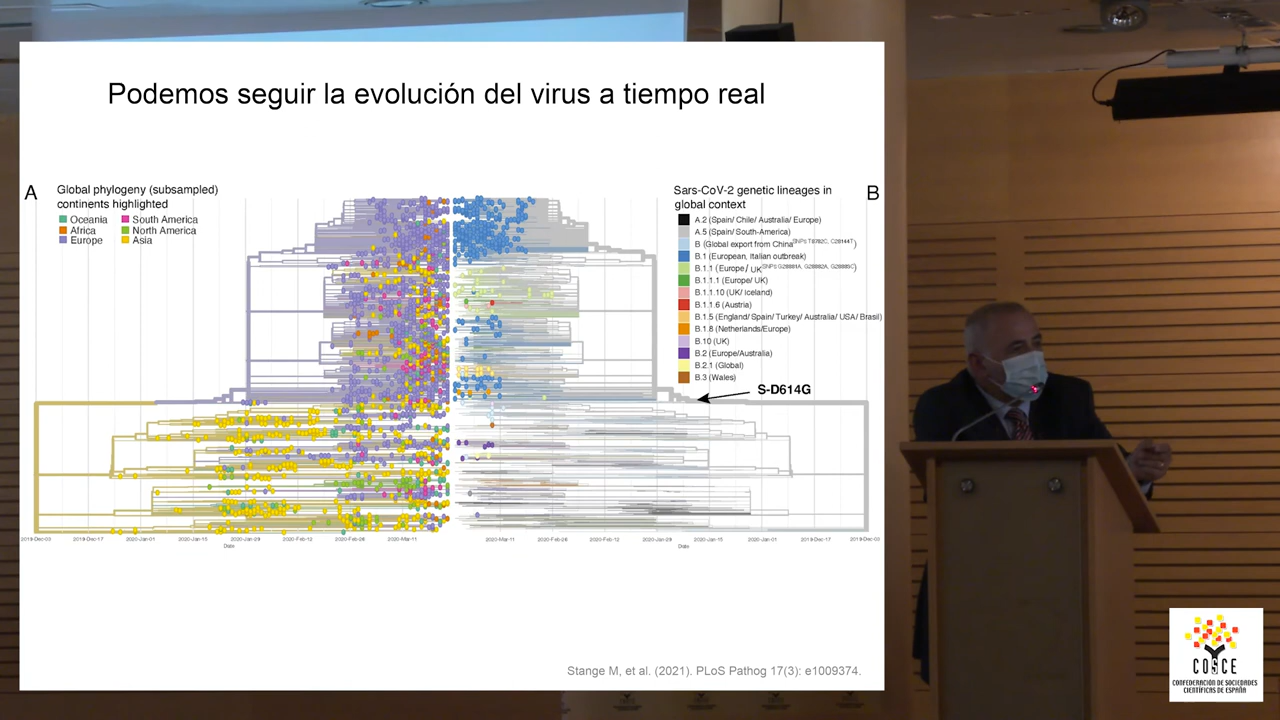 Podemos seguir la evolución del virus a tiempo real
A
Global phylogeny (subsampled)
continents highlighted
Oceania
South America
Africa
North America
Europe
Asia
Sars-CoV-2 genetic lineages in
global context
B
A.2 (Spain/ Chile/ Australia/ Europe)
A.5 (Spain/ South-America)
B (Global export from China SNPs T8782C, C28144T)
B.1 (European, Italian outbreak)
B.1.1 (Europe/ UK SNPs G28881A, G28882A, G28883C)
B.1.1.1 (Europe/ UK)
B.1.1.10 (UK/ Iceland)
B.1.1.6 (Austria)
B.1.5 (England/ Spain/ Turkey/ Australia/ USA/ Brasil)
B.1.8 (Netherlands/Europe)
B.10 (UK)
B.2 (Europe/Australia)
B.2.1 (Global)
B.3 (Wales)
S-D614G
2019-Dec-03 2019-Dec-17 2020-Jan-01 2020-Jan-15 2020-Jan-29 2020-Feb-12 2020-Feb-26 2020-Mar-11
Date
2020-Mar-11 2020-Feb-26 2020-Feb-12 2020-Jan-29 2020-Jan-15 2020-Jan-01 2019-Dec-17 2019-Dec-03
Date
Stange M, et al. (2021). PLoS Pathog 17(3): e1009374.
COSCE
CONFEDERACIÓN DE SOCIEDADES
CIENTÍFICAS DE ESPAÑA